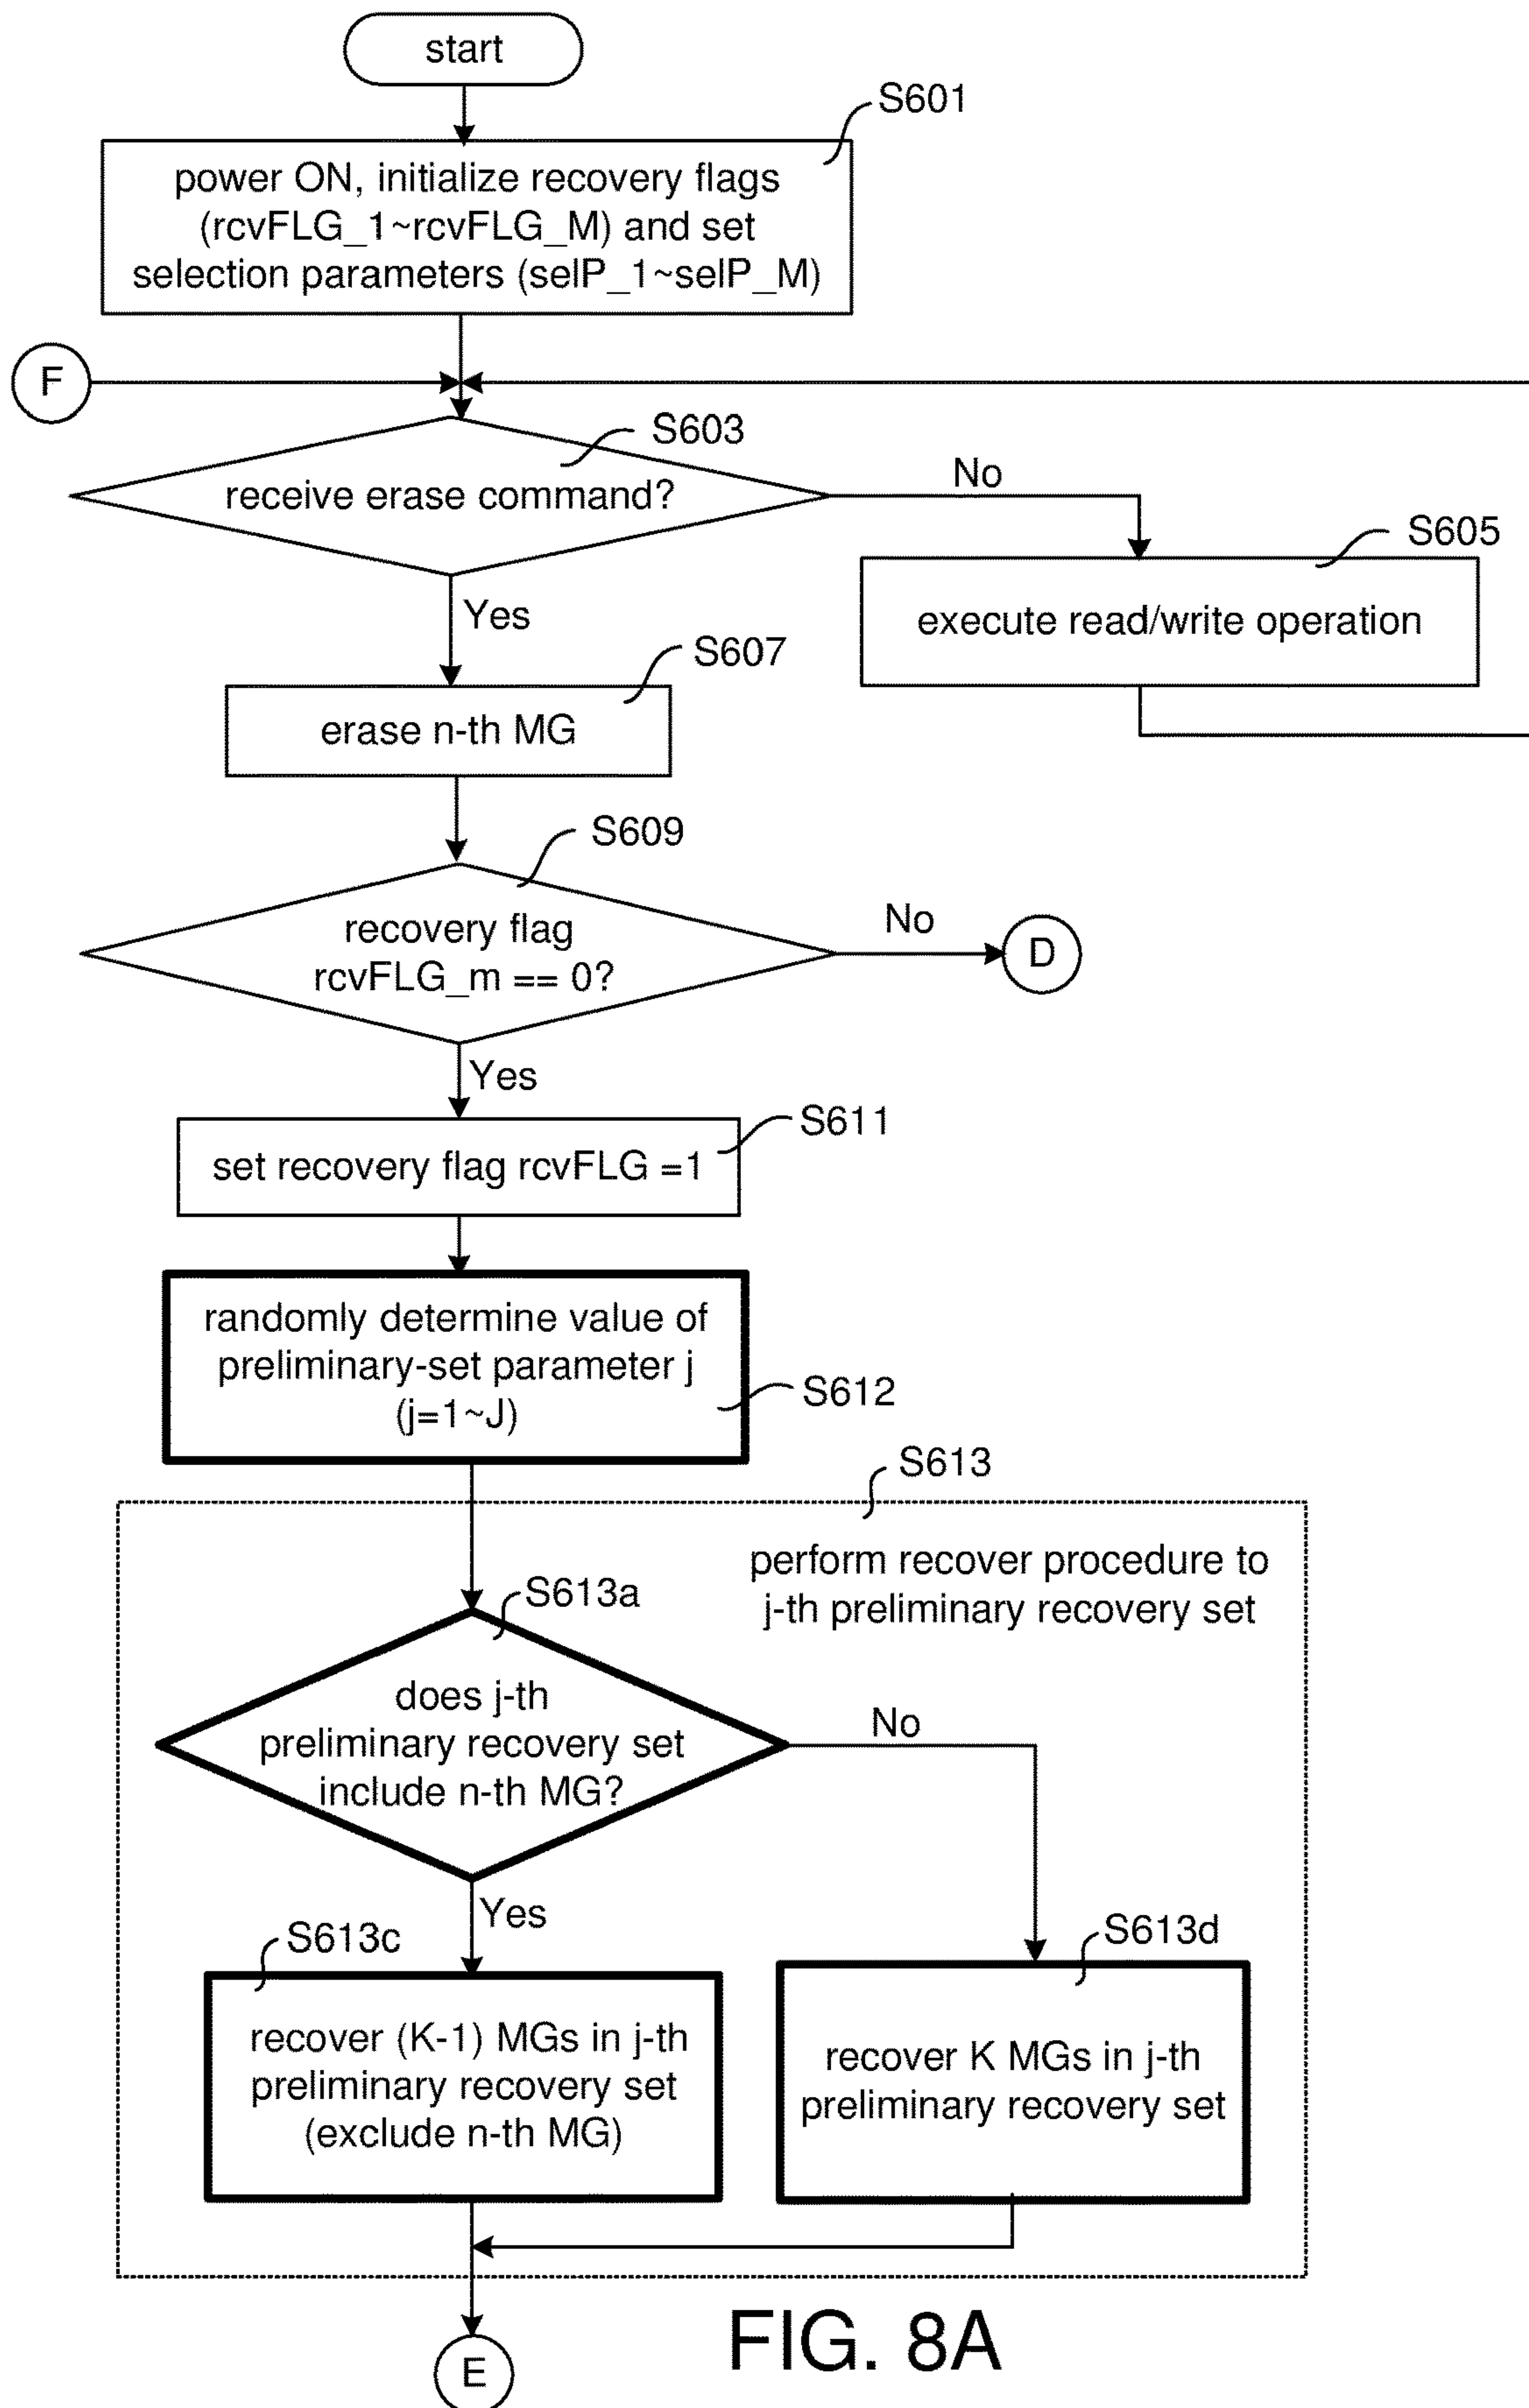 start
S601
power ON, initialize recovery flags
(rcvFLG_1~rcvFLG_M) and set
selection parameters (selP_1~selP_M)
F
S603
receive erase command?
No
S605
execute read/write operation
Yes
S607
erase n-th MG
S609
recovery flag
rcvFLG_m == 0?
No
D
Yes
S611
set recovery flag rcvFLG =1
randomly determine value of
preliminary-set parameter j
(j=1~J)
S612
S613
perform recover procedure to
j-th preliminary recovery set
S613a
does j-th
preliminary recovery set
include n-th MG?
No
Yes
S613c
recover (K-1) MGs in j-th
preliminary recovery set
(exclude n-th MG)
S613d
recover K MGs in j-th
preliminary recovery set
E
FIG. 8A